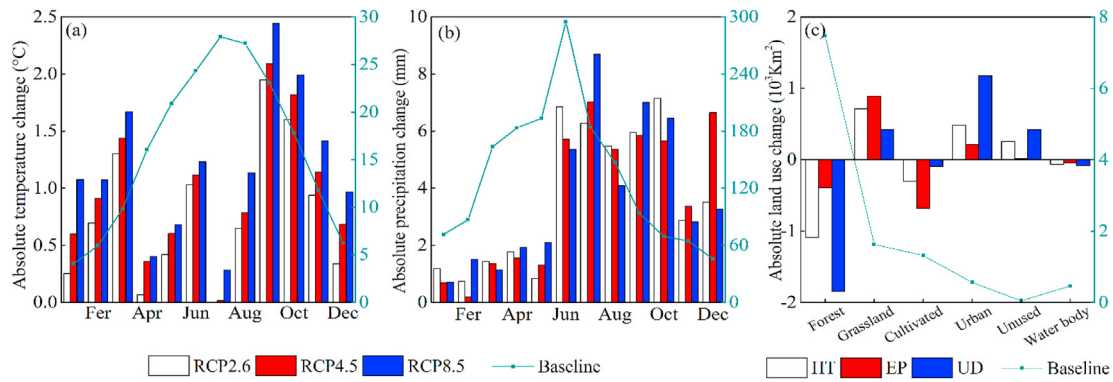 (a)
Absolute temperature change (°C)
2.5
2.0
1.5
1.0
0.5
0.0
30
25
20
15
10
5
0
Fer Apr Jun Aug Oct Dec
(b)
Absolute precipitation change (mm)
10
8
6
4
2
0
300
240
180
120
60
0
Fer Apr Jun Aug Oct Dec
(c)
Absolute land use change (10³Km²)
2
1
0
-1
-2
8
6
4
2
0
Forest
Grassland
Cultivated
Urban
Unused
Water body
RCP2.6 RCP4.5 RCP8.5 Baseline
HT EP UD Baseline